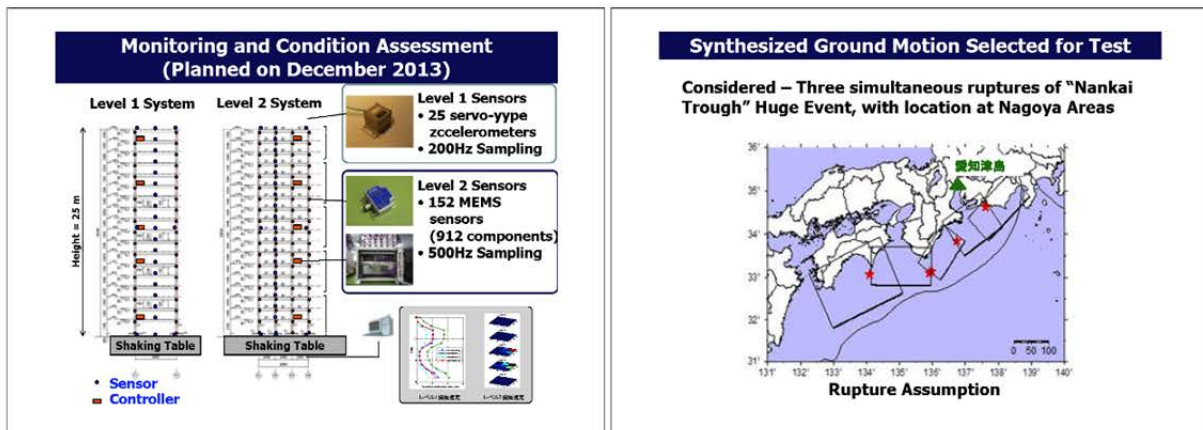 Monitoring and Condition Assessment
(Planned on December 2013)
Level 1 System
Level 2 System
Height = 25 m
Shaking Table
Shaking Table
• Sensor
Controller
Level 1 Sensors
• 25 servo-yype
zccelerometers
• 200Hz Sampling
Level 2 Sensors
• 152 MEMS
sensors
(912 components)
• 500Hz Sampling
Synthesized Ground Motion Selected for Test
Considered – Three simultaneous ruptures of “Nankai
Trough” Huge Event, with location at Nagoya Areas
愛知津島
36°
35°
34°
33°
32°
31°
131° 132° 133° 134° 135° 136° 137° 138° 139° 140°
0 50 100
Rupture Assumption